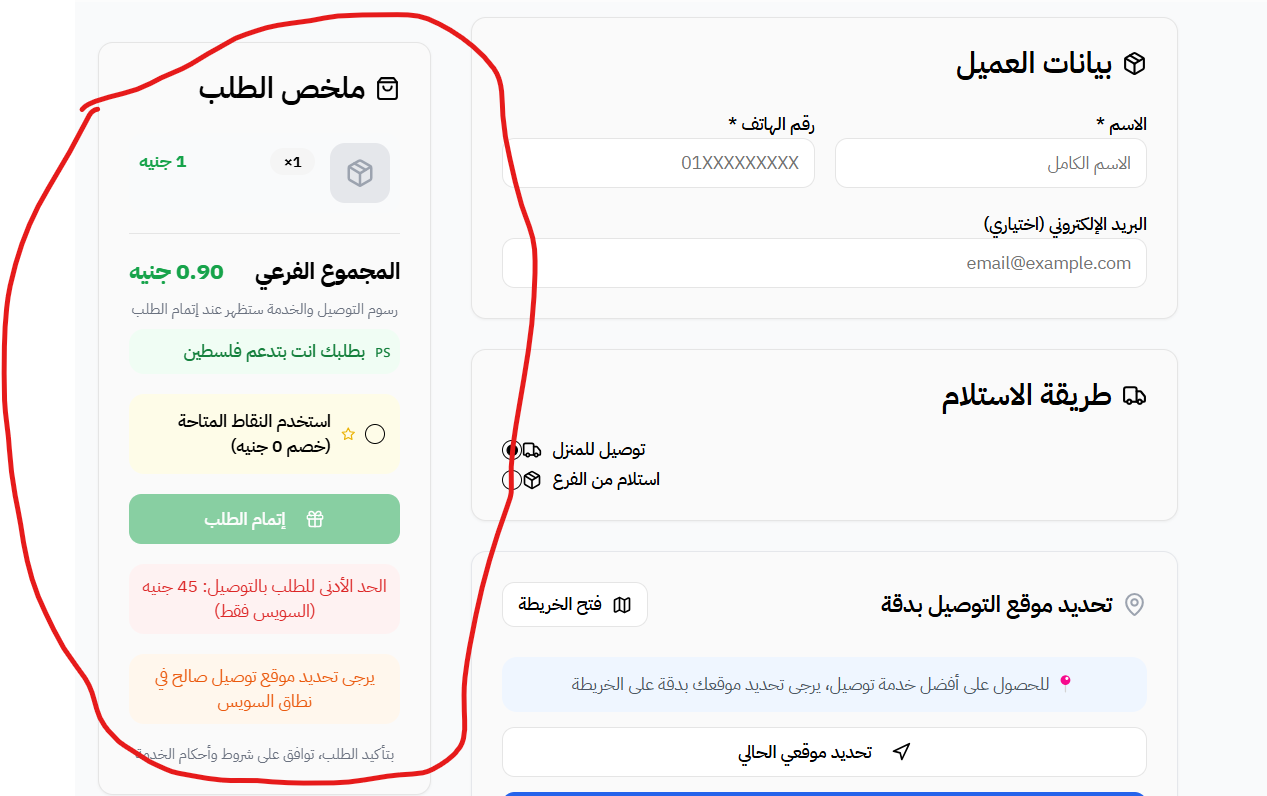 بيانات العميل
الاسم *
رقم الهاتف *
الاسم الكامل
01XXXXXXXXX
البريد الإلكتروني (اختياري)
email@example.com
طريقة الاستلام
توصيل للمنزل
استلام من الفرع
تحديد موقع التوصيل بدقة
فتح الخريطة
للحصول على أفضل خدمة توصيل، يرجى تحديد موقعك بدقة على الخريطة
تحديد موقعي الحالي
ملخص الطلب
×1
1 جنيه
المجموع الفرعي
0.90 جنيه
رسوم التوصيل والخدمة ستظهر عند إتمام الطلب
PS بطلبك انت بتدعم فلسطين
استخدم النقاط المتاحة
(خصم 0 جنيه)
إتمام الطلب
الحد الأدنى للطلب بالتوصيل: 45 جنيه
(السويس فقط)
يرجى تحديد موقع توصيل صالح في
نطاق السويس
بتأكيد الطلب، توافق على شروط وأحكام الخدمة